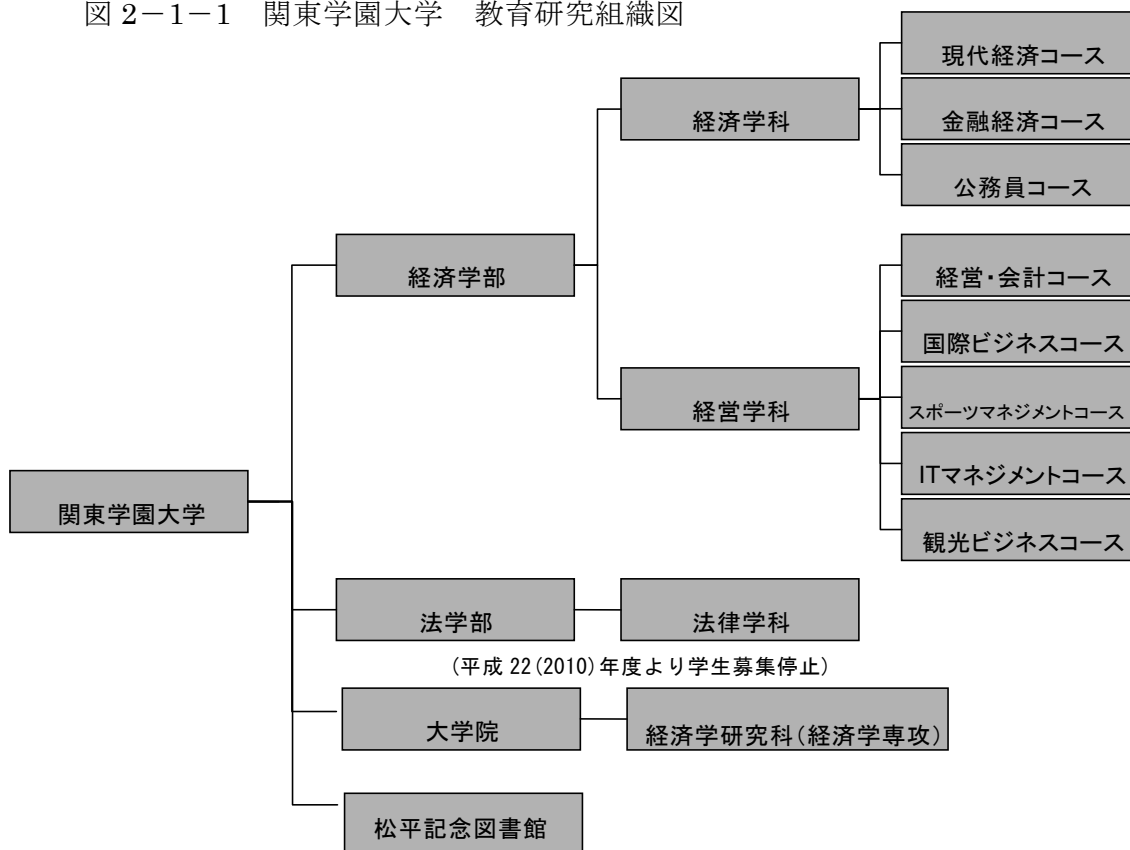 図2－1－1　関東学園大学　教育研究組織図
現代経済コース
経済学科
金融経済コース
公務員コース
経済学部
経営・会計コース
国際ビジネスコース
経営学科
スポーツマネジメントコース
ITマネジメントコース
関東学園大学
観光ビジネスコース
法学部
法律学科
(平成22(2010)年度より学生募集停止)
大学院
経済学研究科(経済学専攻)
松平記念図書館